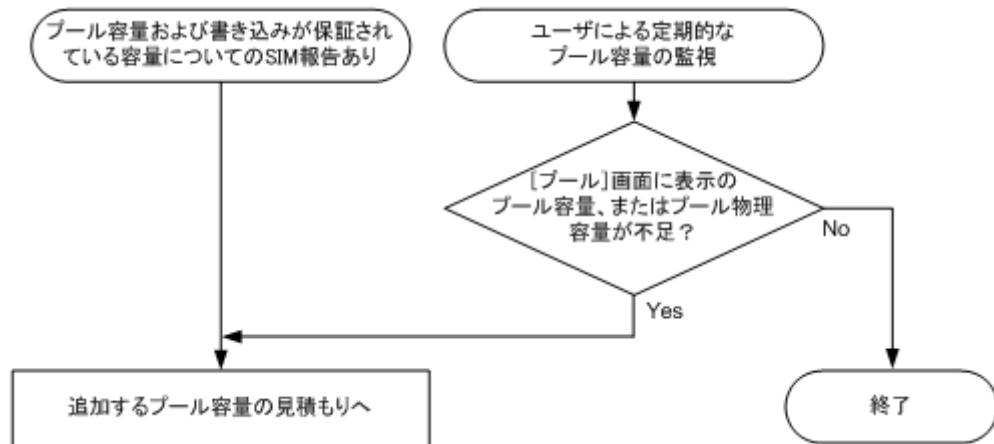 プール容量および書き込みが保証され
ている容量についてのSIM報告あり
ユーザによる定期的な
プール容量の監視
[プール]画面に表示の
プール容量、またはプール物理
容量が不足？
No
Yes
追加するプール容量の見積もりへ
終了